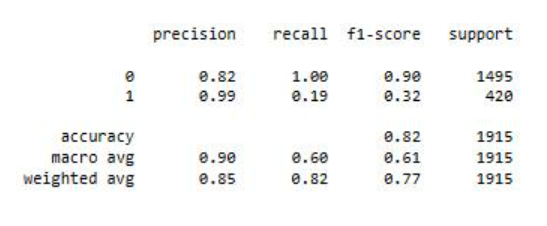 precision recall f1-score support
0 0.82 1.00 0.90 1495
1 0.99 0.19 0.32 420
accuracy 0.82 1915
macro avg 0.90 0.60 0.61 1915
weighted avg 0.85 0.82 0.77 1915